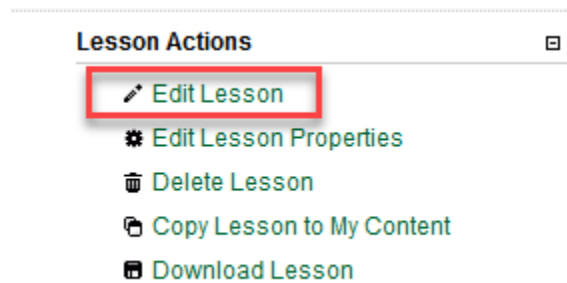 Lesson Actions
Edit Lesson
Edit Lesson Properties
Delete Lesson
Copy Lesson to My Content
Download Lesson